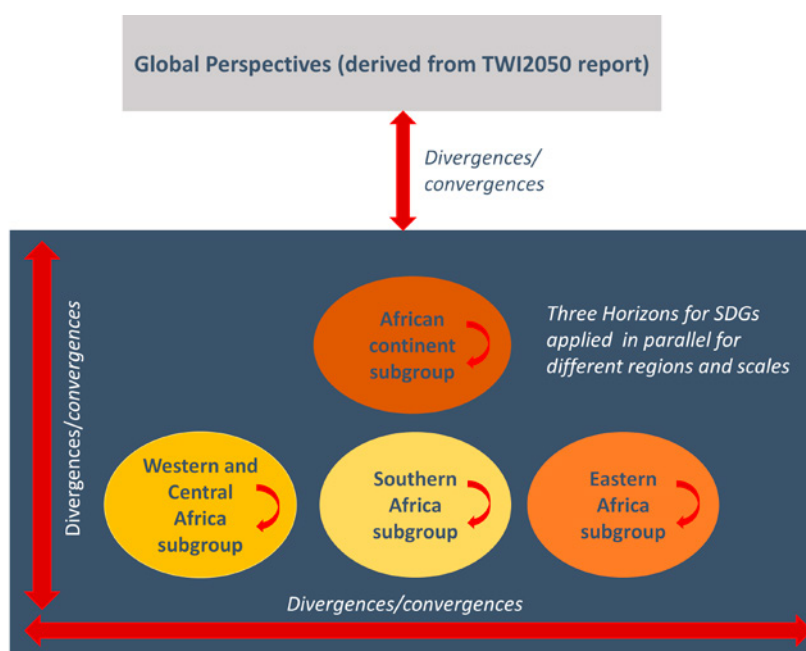 Global Perspectives (derived from TWI2050 report)
Divergences/
convergences
African
continent
subgroup
Three Horizons for SDGs
applied in parallel for
different regions and scales
Divergences/convergences
Western and
Central
Africa
subgroup
Southern
Africa
subgroup
Eastern
Africa
subgroup
Divergences/convergences